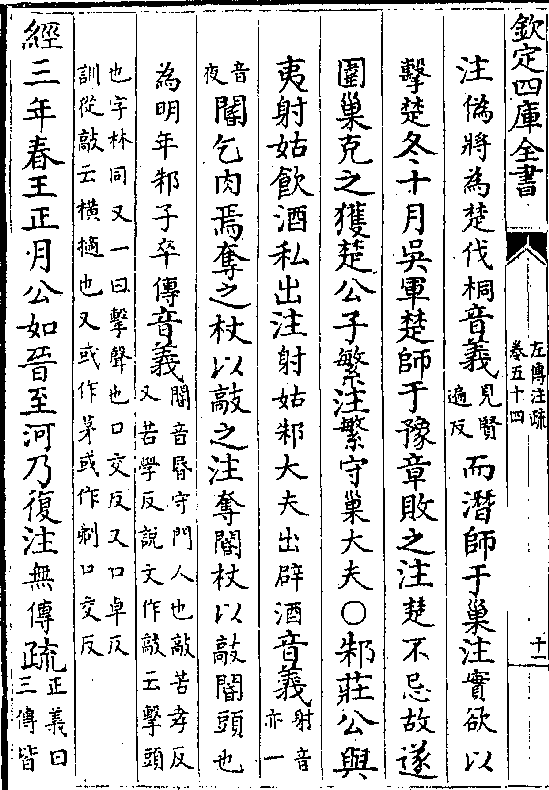 欽定四庫全書
左傳注疏
卷五十四
十二
注偽將為楚伐桐音義見賢遍反而潛師于巢注實欲以
擊楚冬十月吳軍楚師于豫章敗之注楚不忌故遂
圍巢克之獲楚公子繁注繁守巢大夫○邾莊公與
夷射姑飲酒私出注射姑邾大夫出辟酒音義射音亦一
音夜閽乞肉焉奪之杖以敲之注奪閽杖以敲閽頭也
為明年邾子卒傳音義閽音昏守門人也敲苦孝反又苦學反說文作敲云擊頭
也字林同又一曰擊聲也口交反又口卓反訓從敲云橫檛也又或作茅或作剃口交反
經三年春王正月公如晉至河乃復注無傳疏正義曰三傳皆